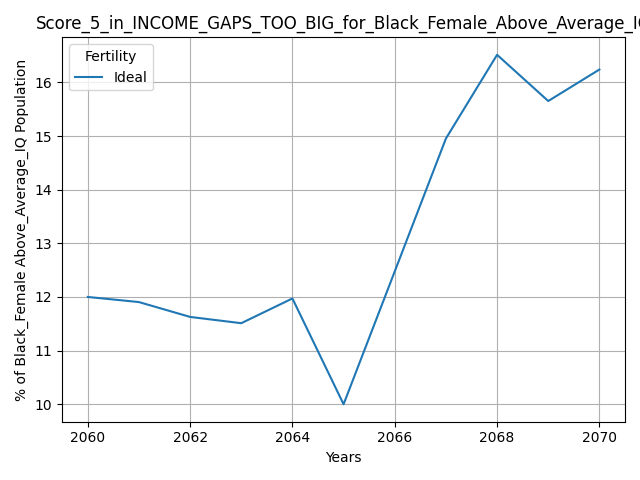 Score_5_in_INCOME_GAPS_TOO_BIG_for_Black_Female_Above_Average_IQ
Fertility
Ideal
% of Black_Female Above_Average_IQ Population
16
15
14
13
12
11
10
2060 2062 2064 2066 2068 2070
Years